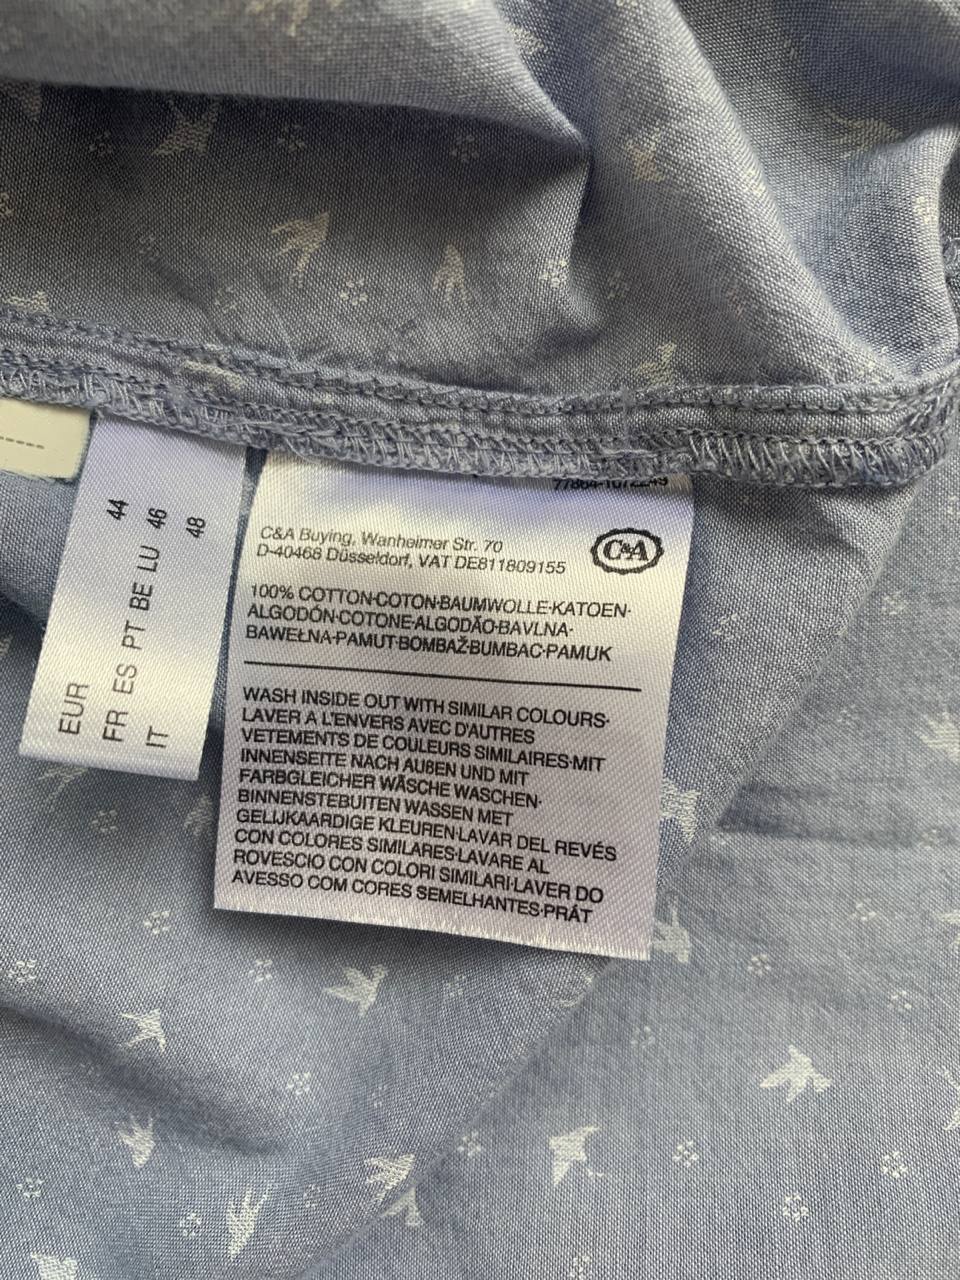 EUR 44
FR ES PT BE LU 46
IT 48
C&A Buying, Wanheimer Str. 70
D-40468 Düsseldorf, VAT DE811809155
C&A
100% COTTON·COTON·BAUMWOLLE·KATOEN·
ALGODÓN·COTONE·ALGODÃO·BAVLNA·
BAWEŁNA·PAMUT·BOMBAŽ·BUMBAC·PAMUK
WASH INSIDE OUT WITH SIMILAR COLOURS·
LAVER A L'ENVERS AVEC D'AUTRES
VETEMENTS DE COULEURS SIMILAIRES·MIT
INNENSEITE NACH AUßEN UND MIT
FARBGLEICHER WÄSCHE WASCHEN·
BINNENSTEBUITEN WASSEN MET
GELIJKAARDIGE KLEUREN·LAVAR DEL REVÉS
CON COLORES SIMILARES·LAVARE AL
ROVESCIO CON COLORI SIMILARI·LAVER DO
AVESSO COM CORES SEMELHANTES·PRÁT